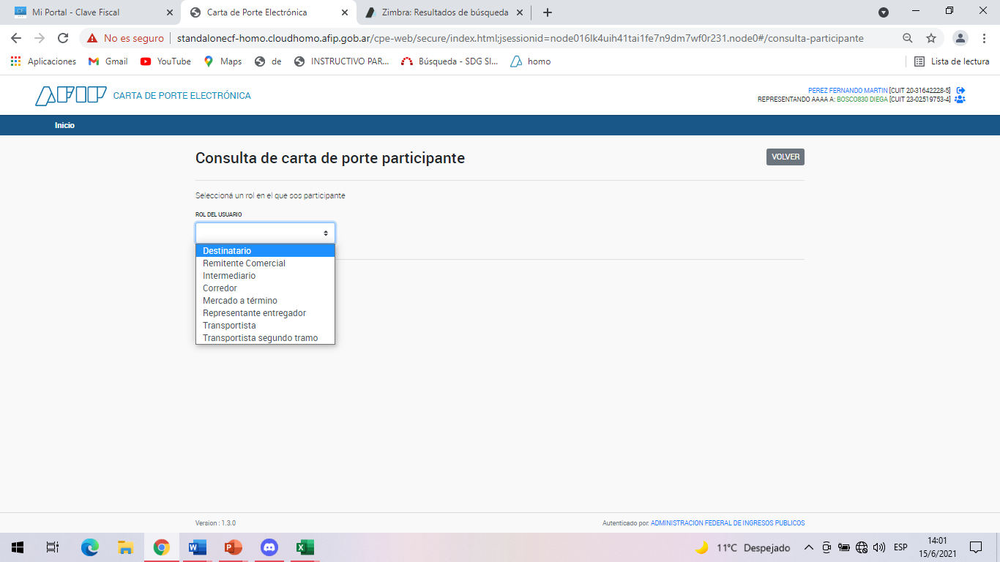 Mi Portal - Clave Fiscal
Carta de Porte Electrónica
Zimbra: Resultados de búsqueda
No es seguro
standalonecf-homo.cloudhomo.afip.gob.ar/cpe-web/secure/index.html;jsessionid=node016lk4uih41tai1fe7n9dm7wf0r231.node0#/consulta-participante
Aplicaciones
Gmail
YouTube
Maps
de
INSTRUCTIVO PAR...
Búsqueda - SDG SI...
homo
Lista de lectura
AFIP
CARTA DE PORTE ELECTRÓNICA
PEREZ FERNANDO MARTIN [CUIT 20-31642228-5]
REPRESENTANDO AAAA A: BOSCO830 DIEGA [CUIT 23-02519753-4]
Inicio
Consulta de carta de porte participante
VOLVER
Seleccioná un rol en el que sos participante
ROL DEL USUARIO
Destinatario
Remitente Comercial
Intermediario
Corredor
Mercado a término
Representante entregador
Transportista
Transportista segundo tramo
Version : 1.3.0
Autenticado por: ADMINISTRACION FEDERAL DE INGRESOS PUBLICOS
11°C Despejado
ESP
14:01
15/6/2021